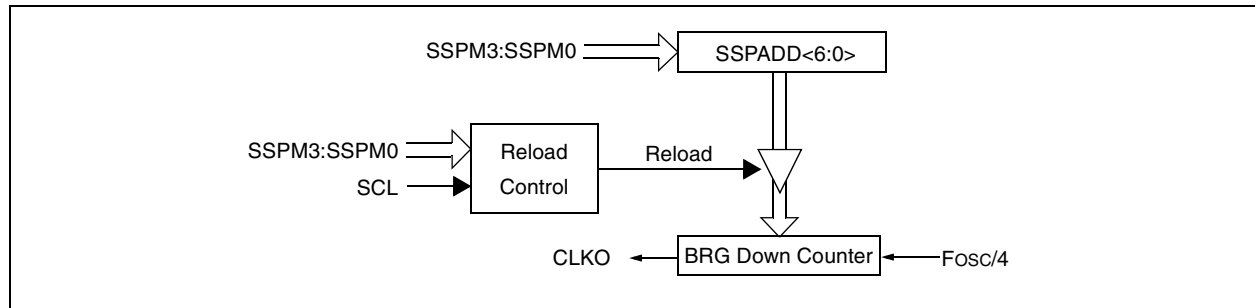 SSPM3:SSPM0
SSPADD<6:0>
SSPM3:SSPM0
SCL
Reload
Control
Reload
CLKO
BRG Down Counter
FOSC/4